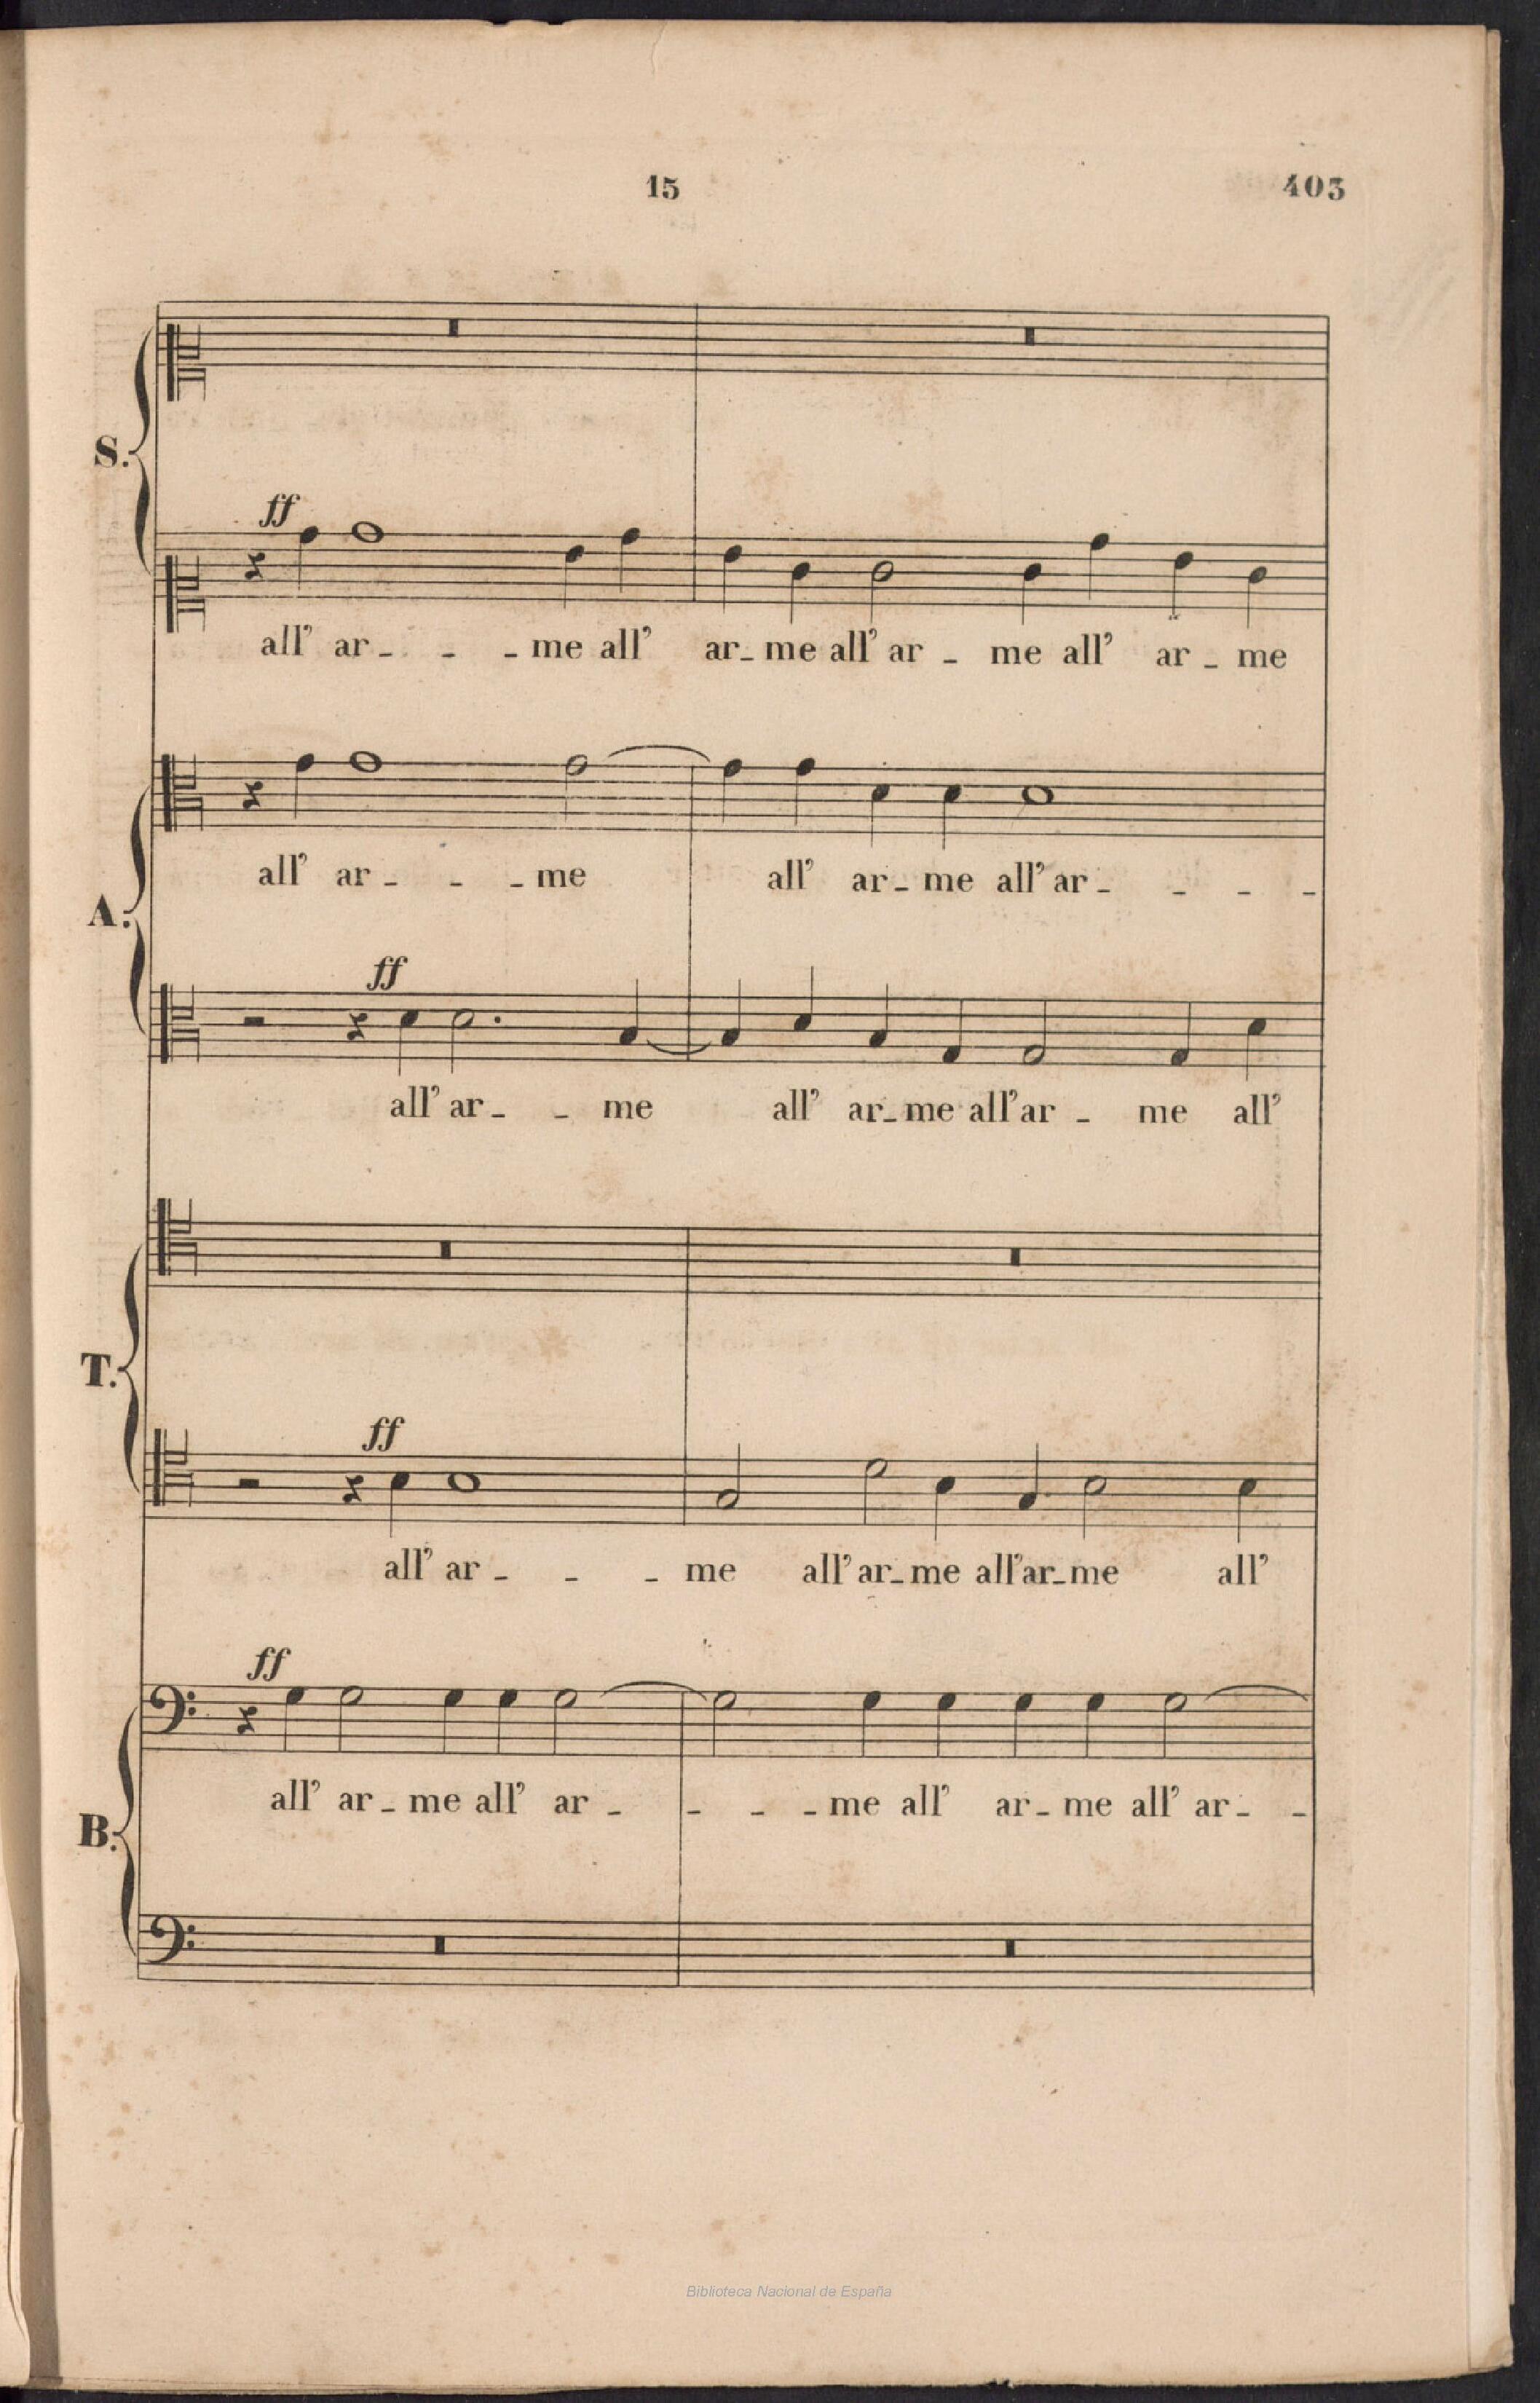 15 403
S.
ff
all' ar - - - me all' ar - me all' ar - me all' ar - me
all' ar - - - me all' ar - me all' ar - - - -
A.
ff
all' ar - - me all' ar - me all' ar - me all'
T.
ff
all' ar - - - me all' ar - me all' ar - me all'
ff
all' ar - me all' ar - - - - me all' ar - me all' ar - -
B.
Biblioteca Nacional de España